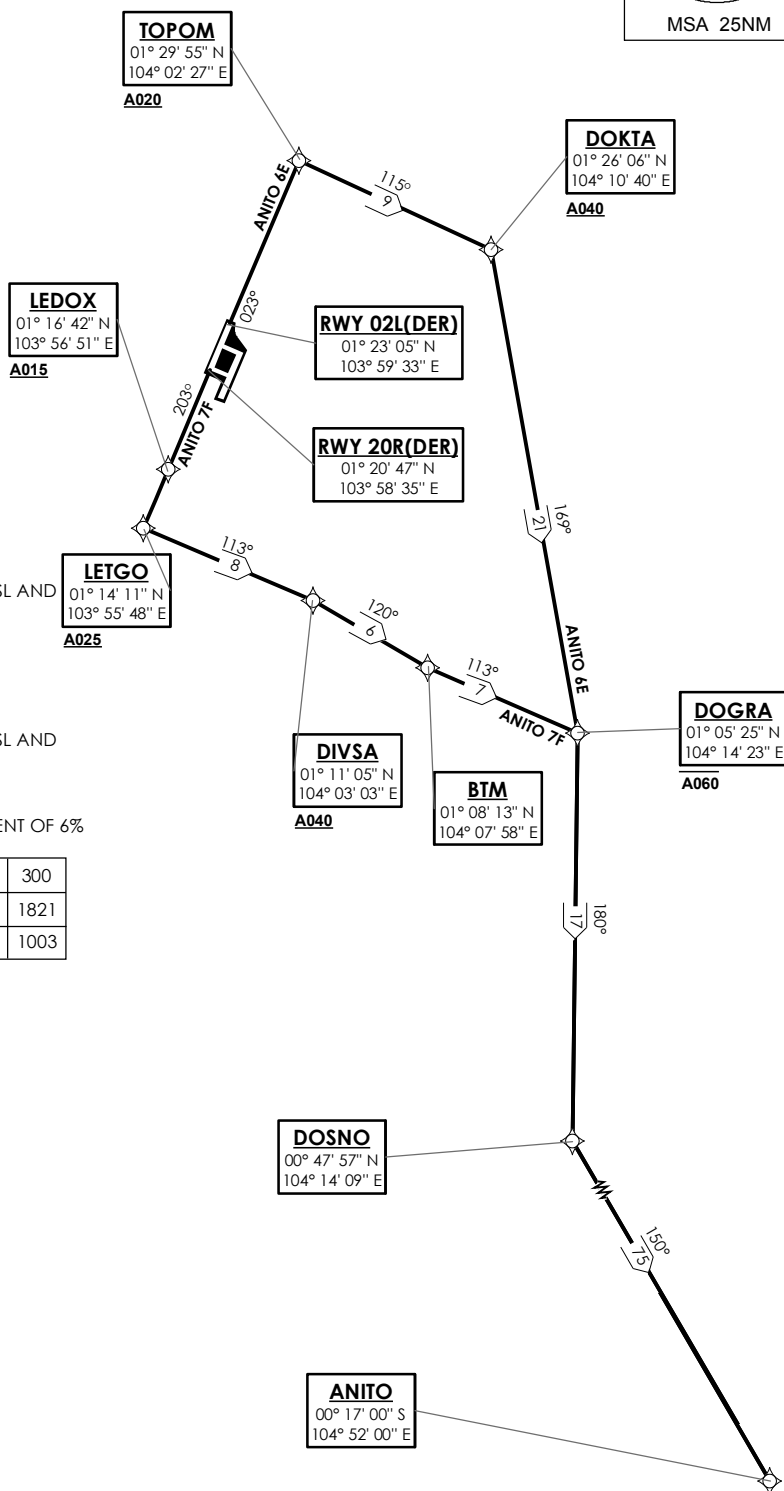 MSA 25NM
TOPOM
01° 29' 55" N
104° 02' 27" E
A020
DOKTA
01° 26' 06" N
104° 10' 40" E
A040
115°
9
ANITO 6E
023°
LEDOX
01° 16' 42" N
103° 56' 51" E
A015
RWY 02L(DER)
01° 23' 05" N
103° 59' 33" E
203°
ANITO 7F
RWY 20R(DER)
01° 20' 47" N
103° 58' 35" E
169°
21
SL AND
LETGO
01° 14' 11" N
103° 55' 48" E
A025
113°
8
120°
6
113°
7
ANITO 7F
ANITO 6E
DOGRA
01° 05' 25" N
104° 14' 23" E
A060
SL AND
DIVSA
01° 11' 05" N
104° 03' 03" E
A040
BTM
01° 08' 13" N
104° 07' 58" E
ENT OF 6%
300
1821
1003
180°
17
DOSNO
00° 47' 57" N
104° 14' 09" E
150°
75
ANITO
00° 17' 00" S
104° 52' 00" E